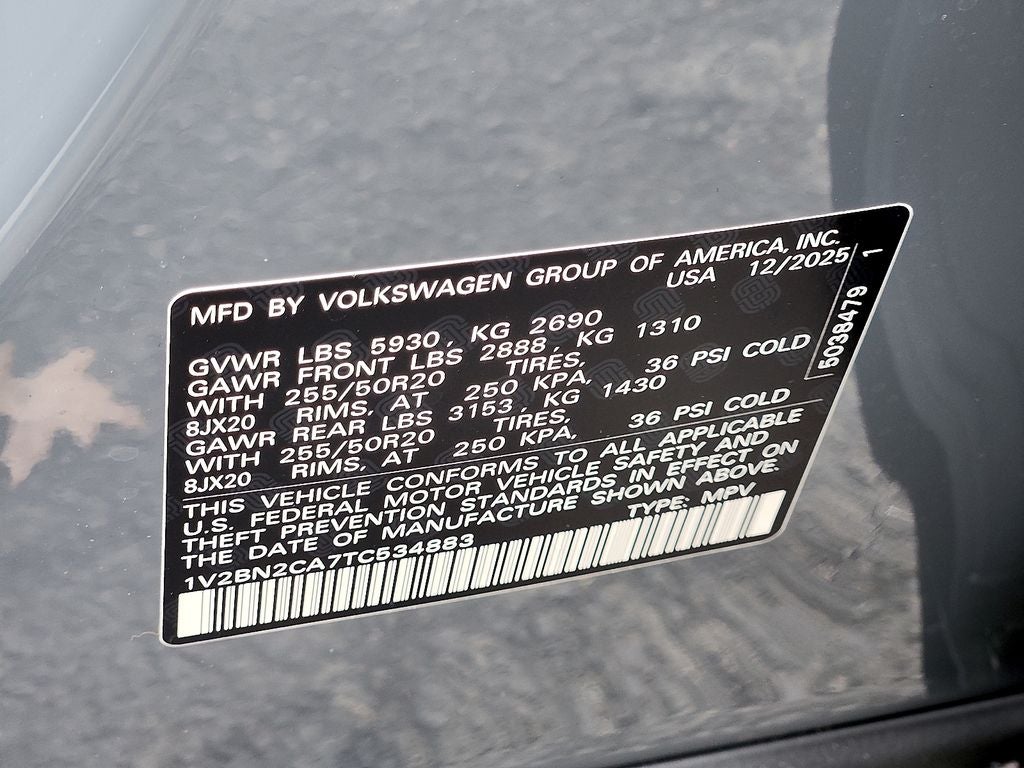 MFD BY VOLKSWAGEN GROUP OF AMERICA, INC.
USA 12/2025
GVWR LBS 5930, KG 2690
GAWR FRONT LBS 2888, KG 1310
WITH 255/50R20 TIRES,
8JX20 RIMS, AT 250 KPA, 36 PSI COLD
GAWR REAR LBS 3153, KG 1430
WITH 255/50R20 TIRES,
8JX20 RIMS, AT 250 KPA, 36 PSI COLD
THIS VEHICLE CONFORMS TO ALL APPLICABLE
U.S. FEDERAL MOTOR VEHICLE SAFETY AND
THEFT PREVENTION STANDARDS IN EFFECT ON
THE DATE OF MANUFACTURE SHOWN ABOVE.
1V2BN2CA7TC534883 TYPE: MPV
5038479 1